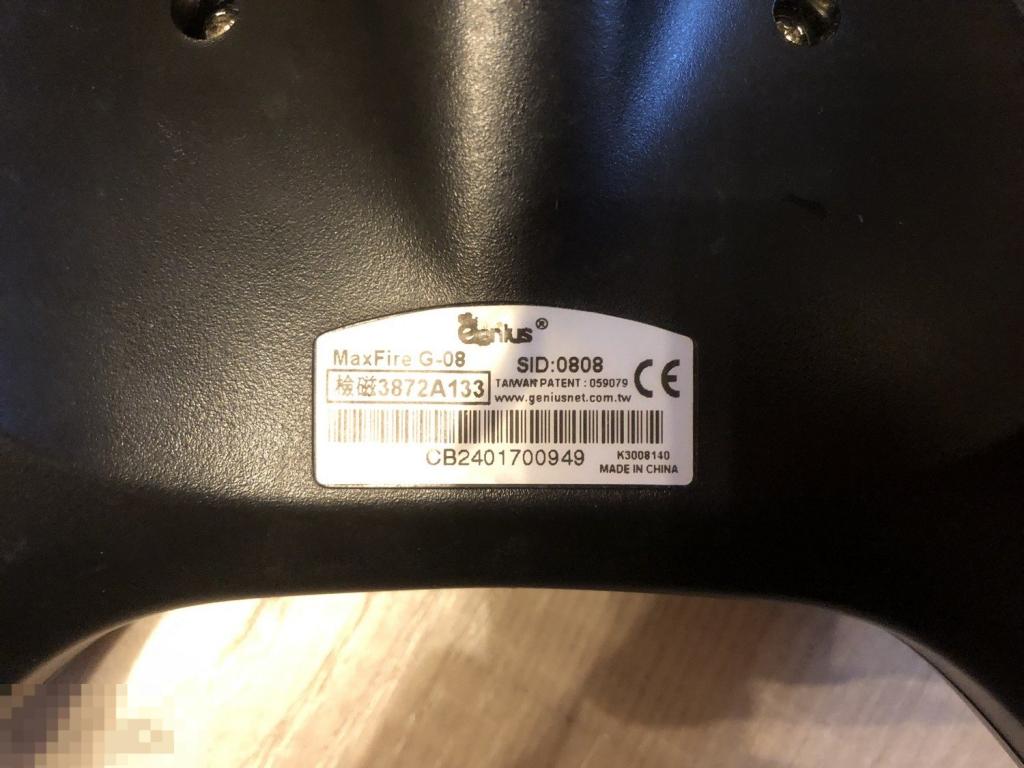 Genius®
MaxFire G-08 SID:0808
檢磁3872A133 TAIWAN PATENT : 059079
www.geniusnet.com.tw
CE
CB2401700949 K3008140
MADE IN CHINA